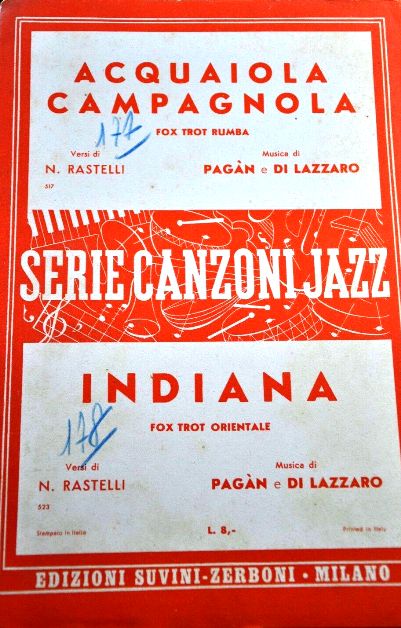 ACQUAIOLA
CAMPAGNOLA
177
FOX TROT RUMBA
Versi di
Musica di
N. RASTELLI
PAGÀN e DI LAZZARO
517
SERIE CANZONI JAZZ
INDIANA
178
FOX TROT ORIENTALE
Versi di
Musica di
N. RASTELLI
PAGÀN e DI LAZZARO
523
Stampato in Italia
L. 8,-
Printed in Italy
EDIZIONI SUVINI-ZERBONI • MILANO